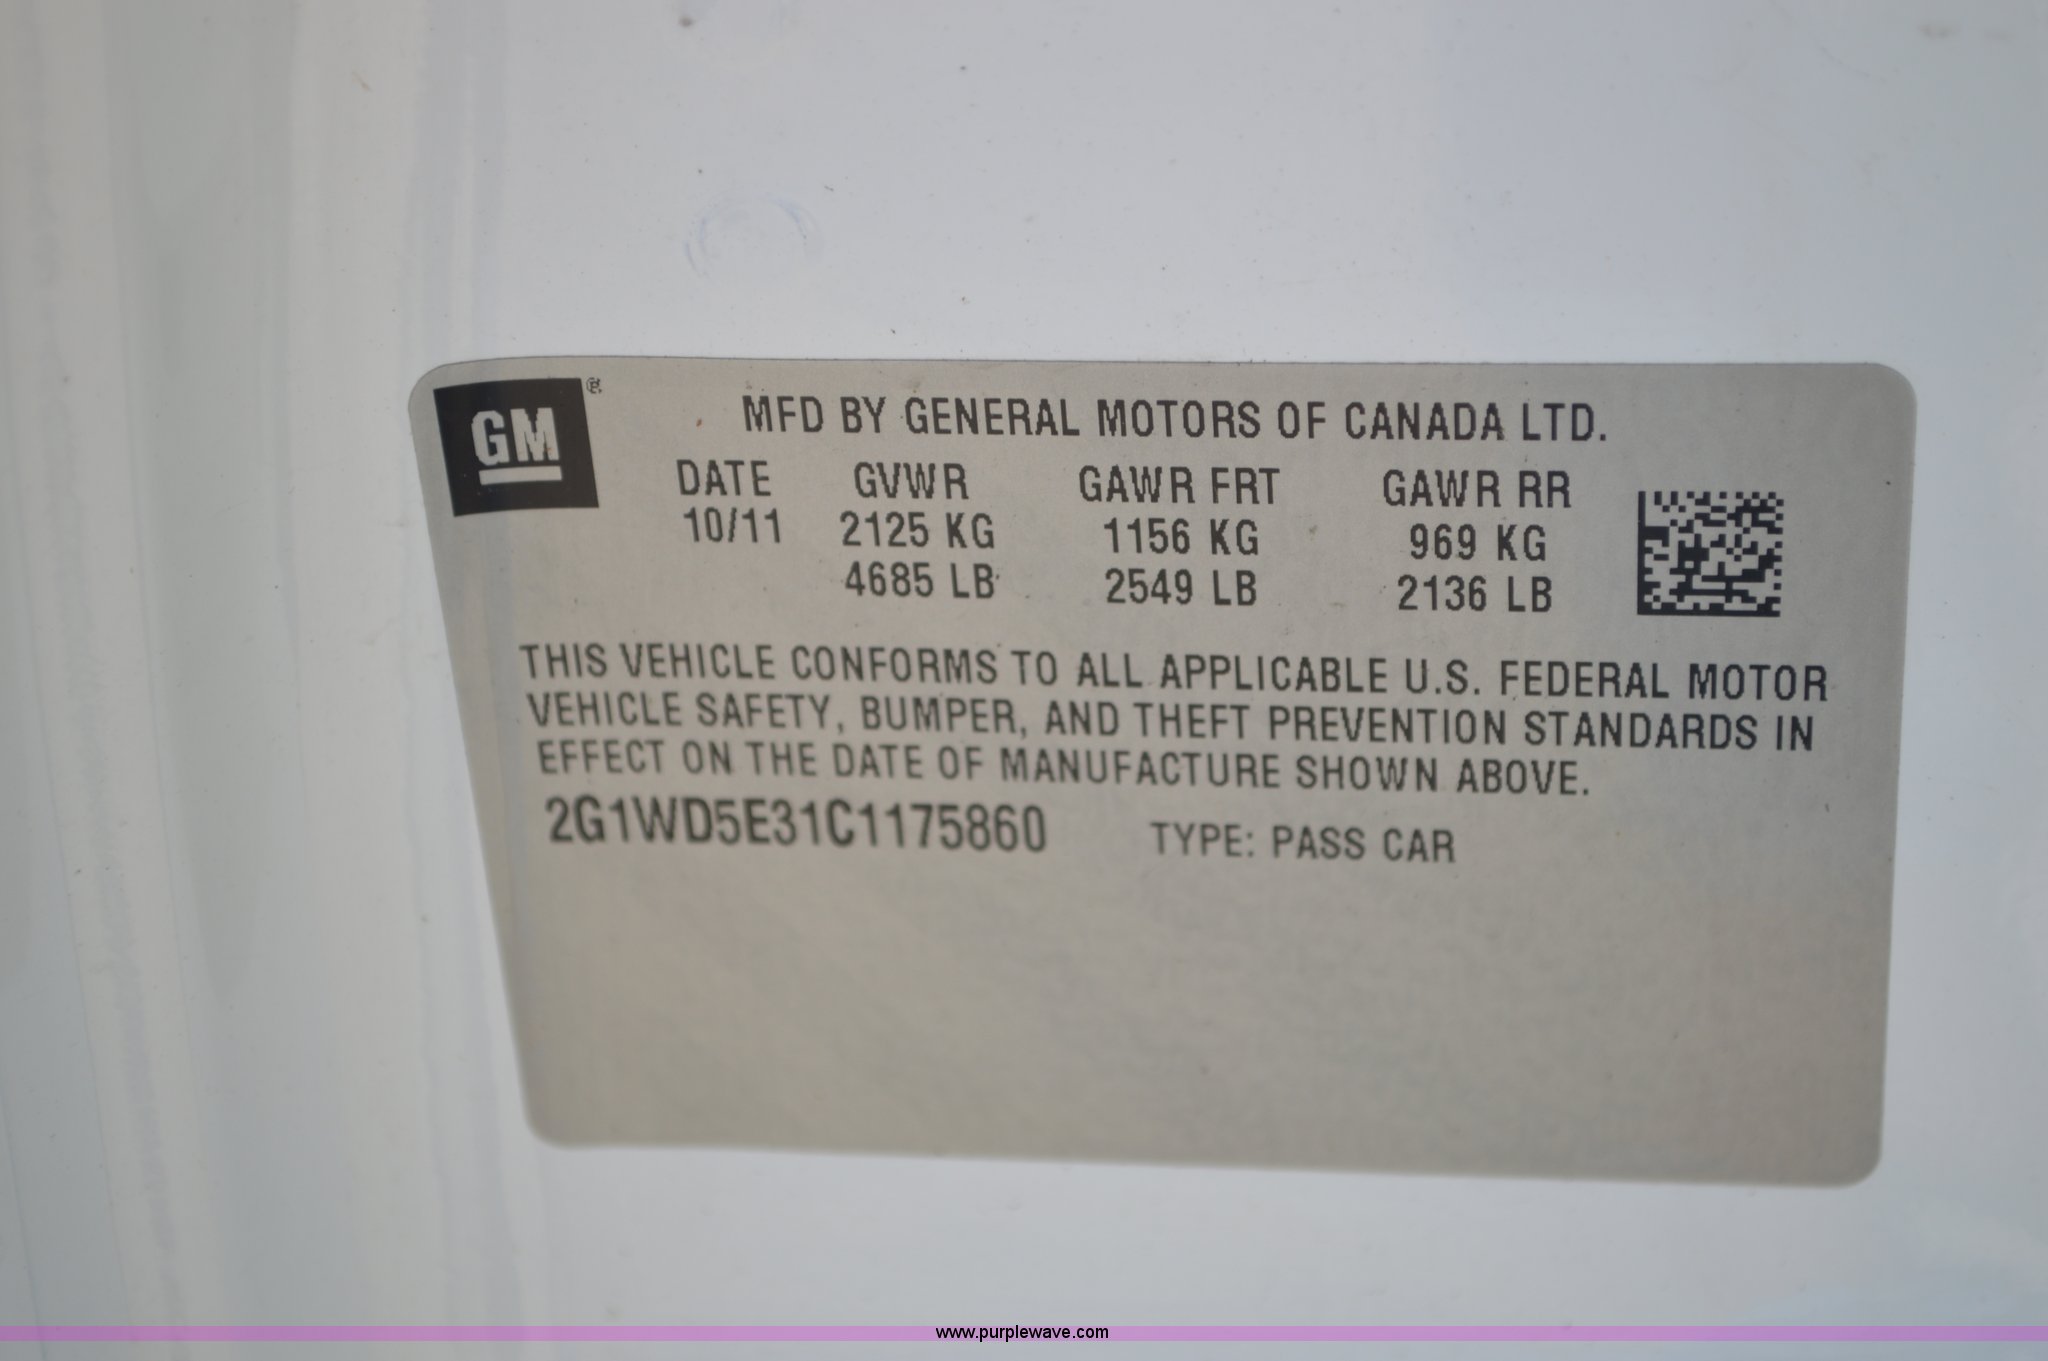 GM ®
MFD BY GENERAL MOTORS OF CANADA LTD.
DATE GVWR GAWR FRT GAWR RR
10/11 2125 KG 1156 KG 969 KG
4685 LB 2549 LB 2136 LB
THIS VEHICLE CONFORMS TO ALL APPLICABLE U.S. FEDERAL MOTOR
VEHICLE SAFETY, BUMPER, AND THEFT PREVENTION STANDARDS IN
EFFECT ON THE DATE OF MANUFACTURE SHOWN ABOVE.
2G1WD5E31C1175860 TYPE: PASS CAR
www.purplewave.com